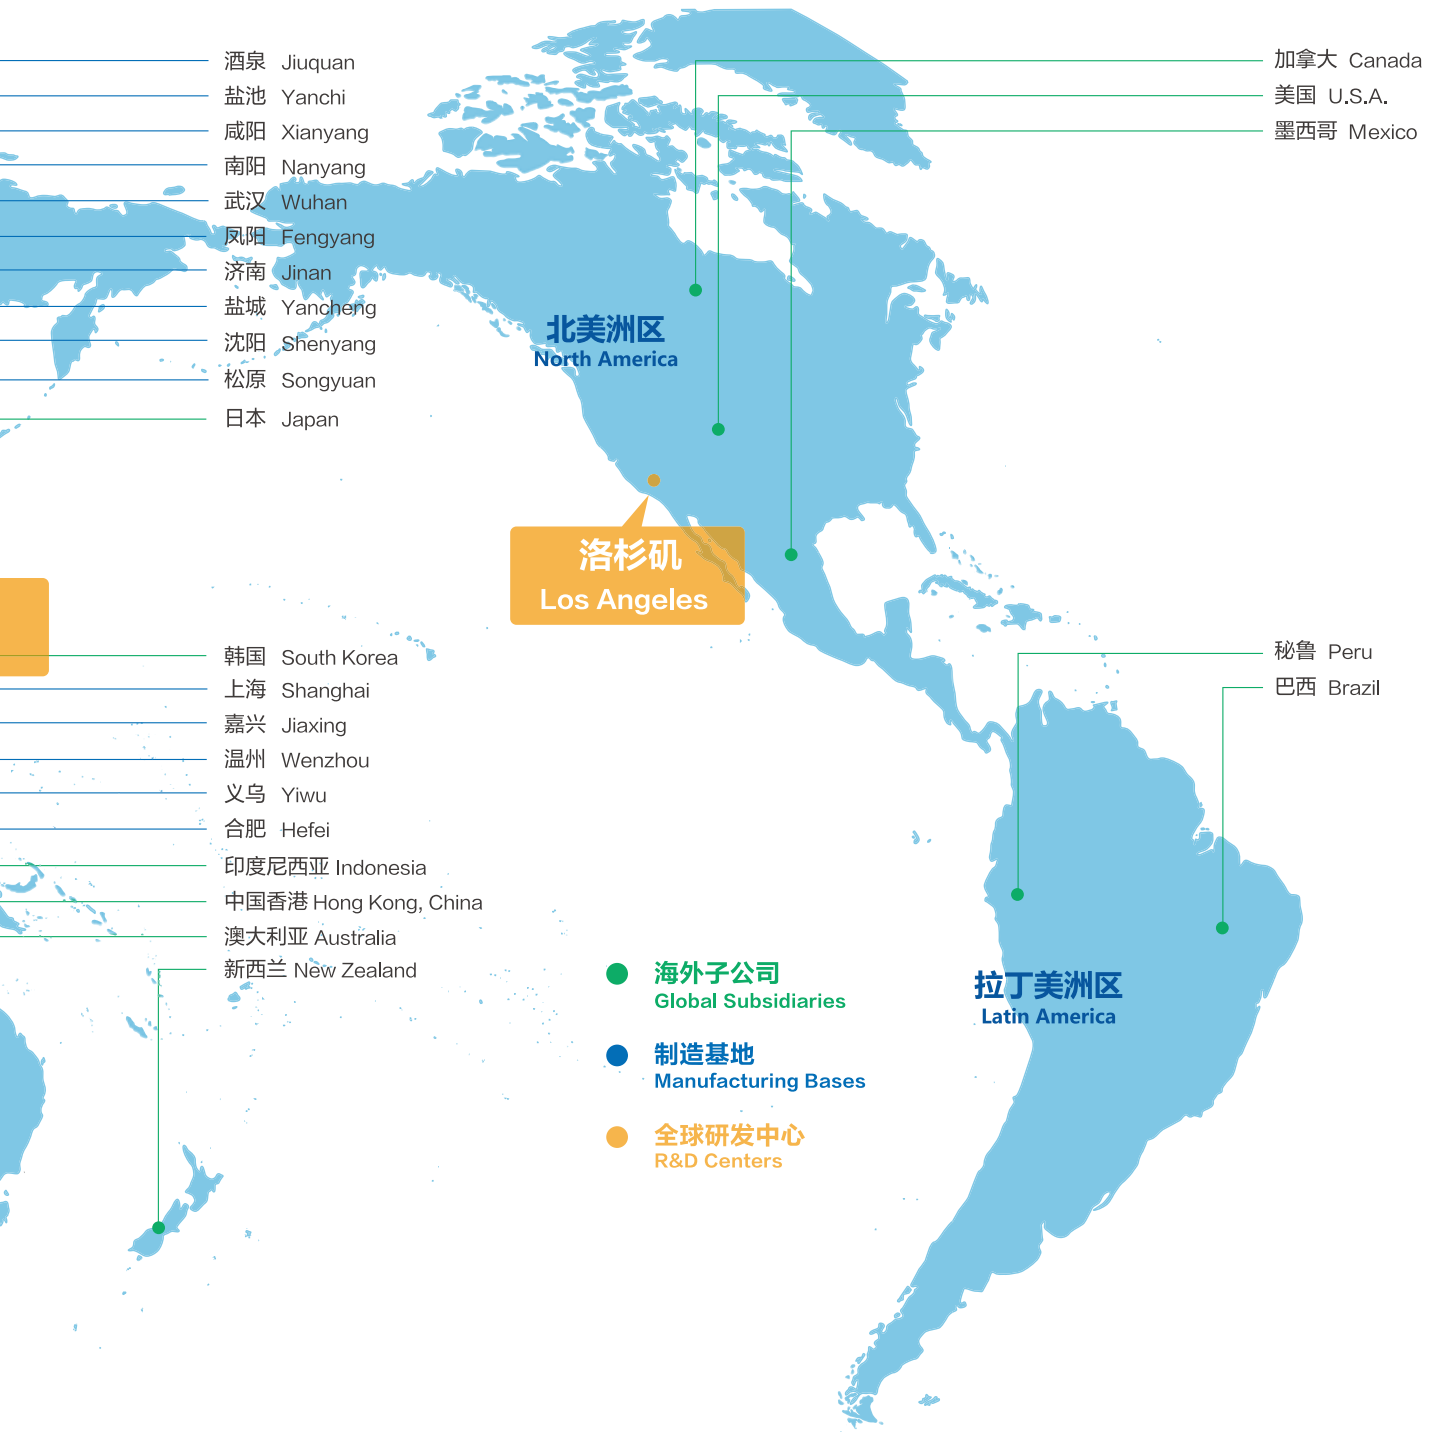 酒泉 Jiuquan
盐池 Yanchi
咸阳 Xianyang
南阳 Nanyang
武汉 Wuhan
凤阳 Fengyang
济南 Jinan
盐城 Yancheng
沈阳 Shenyang
松原 Songyuan
日本 Japan
韩国 South Korea
上海 Shanghai
嘉兴 Jiaxing
温州 Wenzhou
义乌 Yiwu
合肥 Hefei
印度尼西亚 Indonesia
中国香港 Hong Kong, China
澳大利亚 Australia
新西兰 New Zealand
加拿大 Canada
美国 U.S.A.
墨西哥 Mexico
北美洲区
North America
洛杉矶
Los Angeles
秘鲁 Peru
巴西 Brazil
拉丁美洲区
Latin America
海外子公司
Global Subsidiaries
制造基地
Manufacturing Bases
全球研发中心
R&D Centers